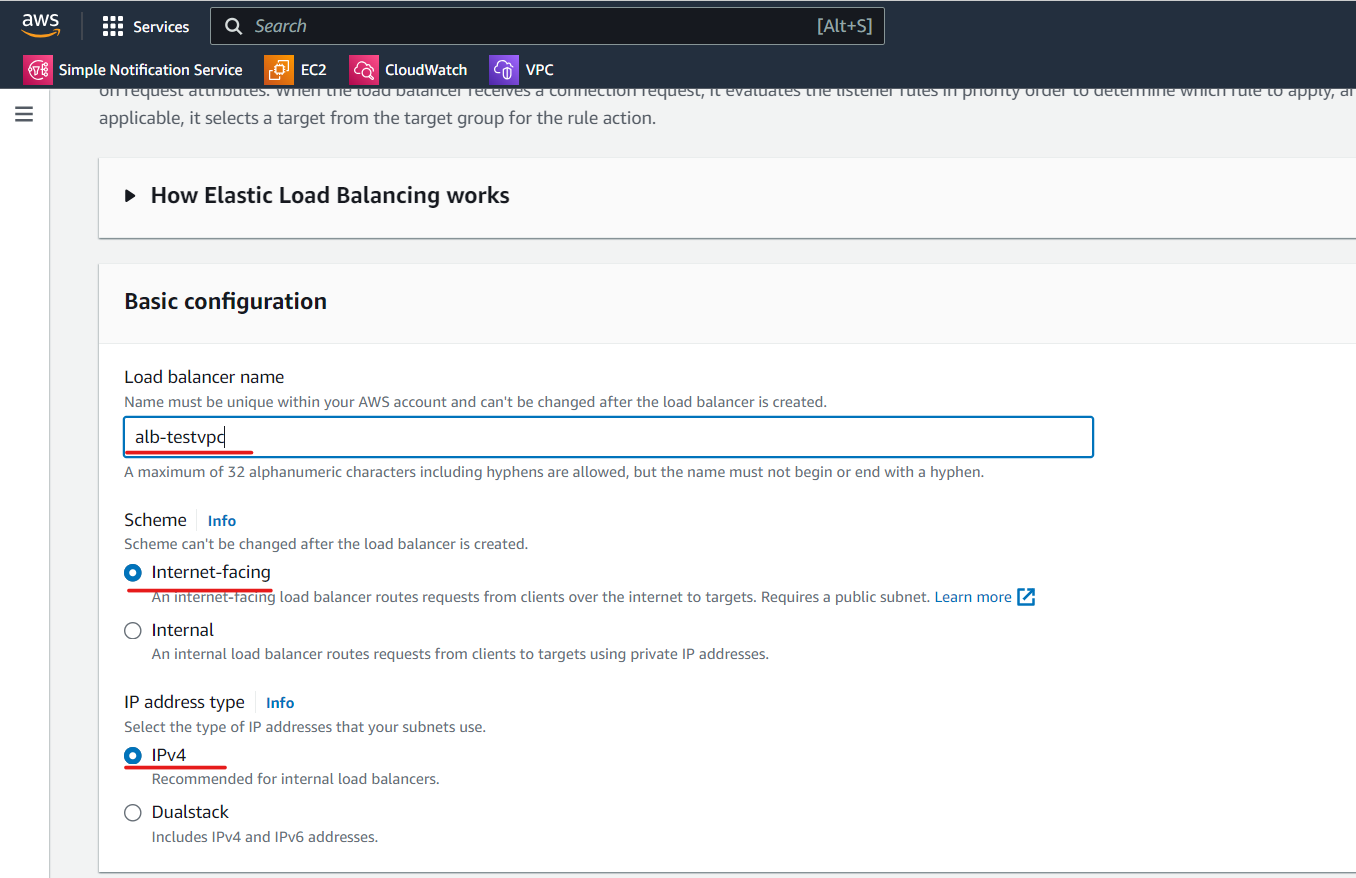 aws
Services
Search
[Alt+S]
Simple Notification Service
EC2
CloudWatch
VPC
on request attributes. When the load balancer receives a connection request, it evaluates the listener rules in priority order to determine which rule to apply,
applicable, it selects a target from the target group for the rule action.
How Elastic Load Balancing works
Basic configuration
Load balancer name
Name must be unique within your AWS account and can't be changed after the load balancer is created.
alb-testvpc
A maximum of 32 alphanumeric characters including hyphens are allowed, but the name must not begin or end with a hyphen.
Scheme
Info
Scheme can't be changed after the load balancer is created.
Internet-facing
An internet-facing load balancer routes requests from clients over the internet to targets. Requires a public subnet. Learn more
Internal
An internal load balancer routes requests from clients to targets using private IP addresses.
IP address type
Info
Select the type of IP addresses that your subnets use.
IPv4
Recommended for internal load balancers.
Dualstack
Includes IPv4 and IPv6 addresses.